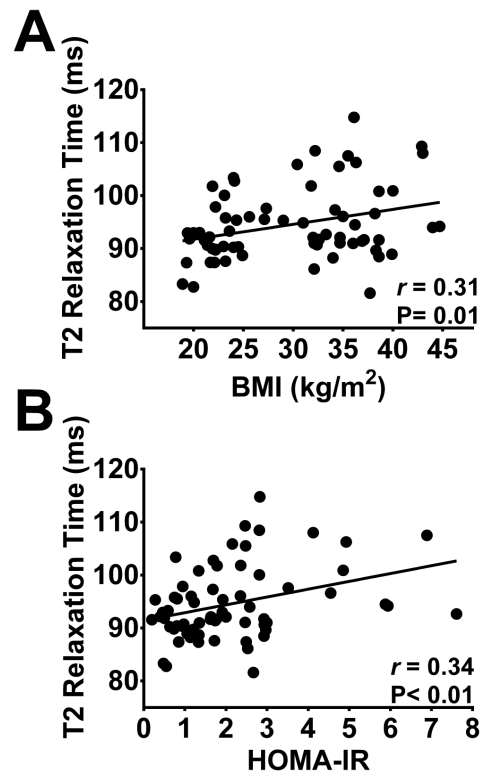 A
T2 Relaxation Time (ms)
120
110
100
90
80
r = 0.31
P= 0.01
20 25 30 35 40 45
BMI (kg/m²)
B
T2 Relaxation Time (ms)
120
110
100
90
80
r = 0.34
P< 0.01
0 1 2 3 4 5 6 7 8
HOMA-IR